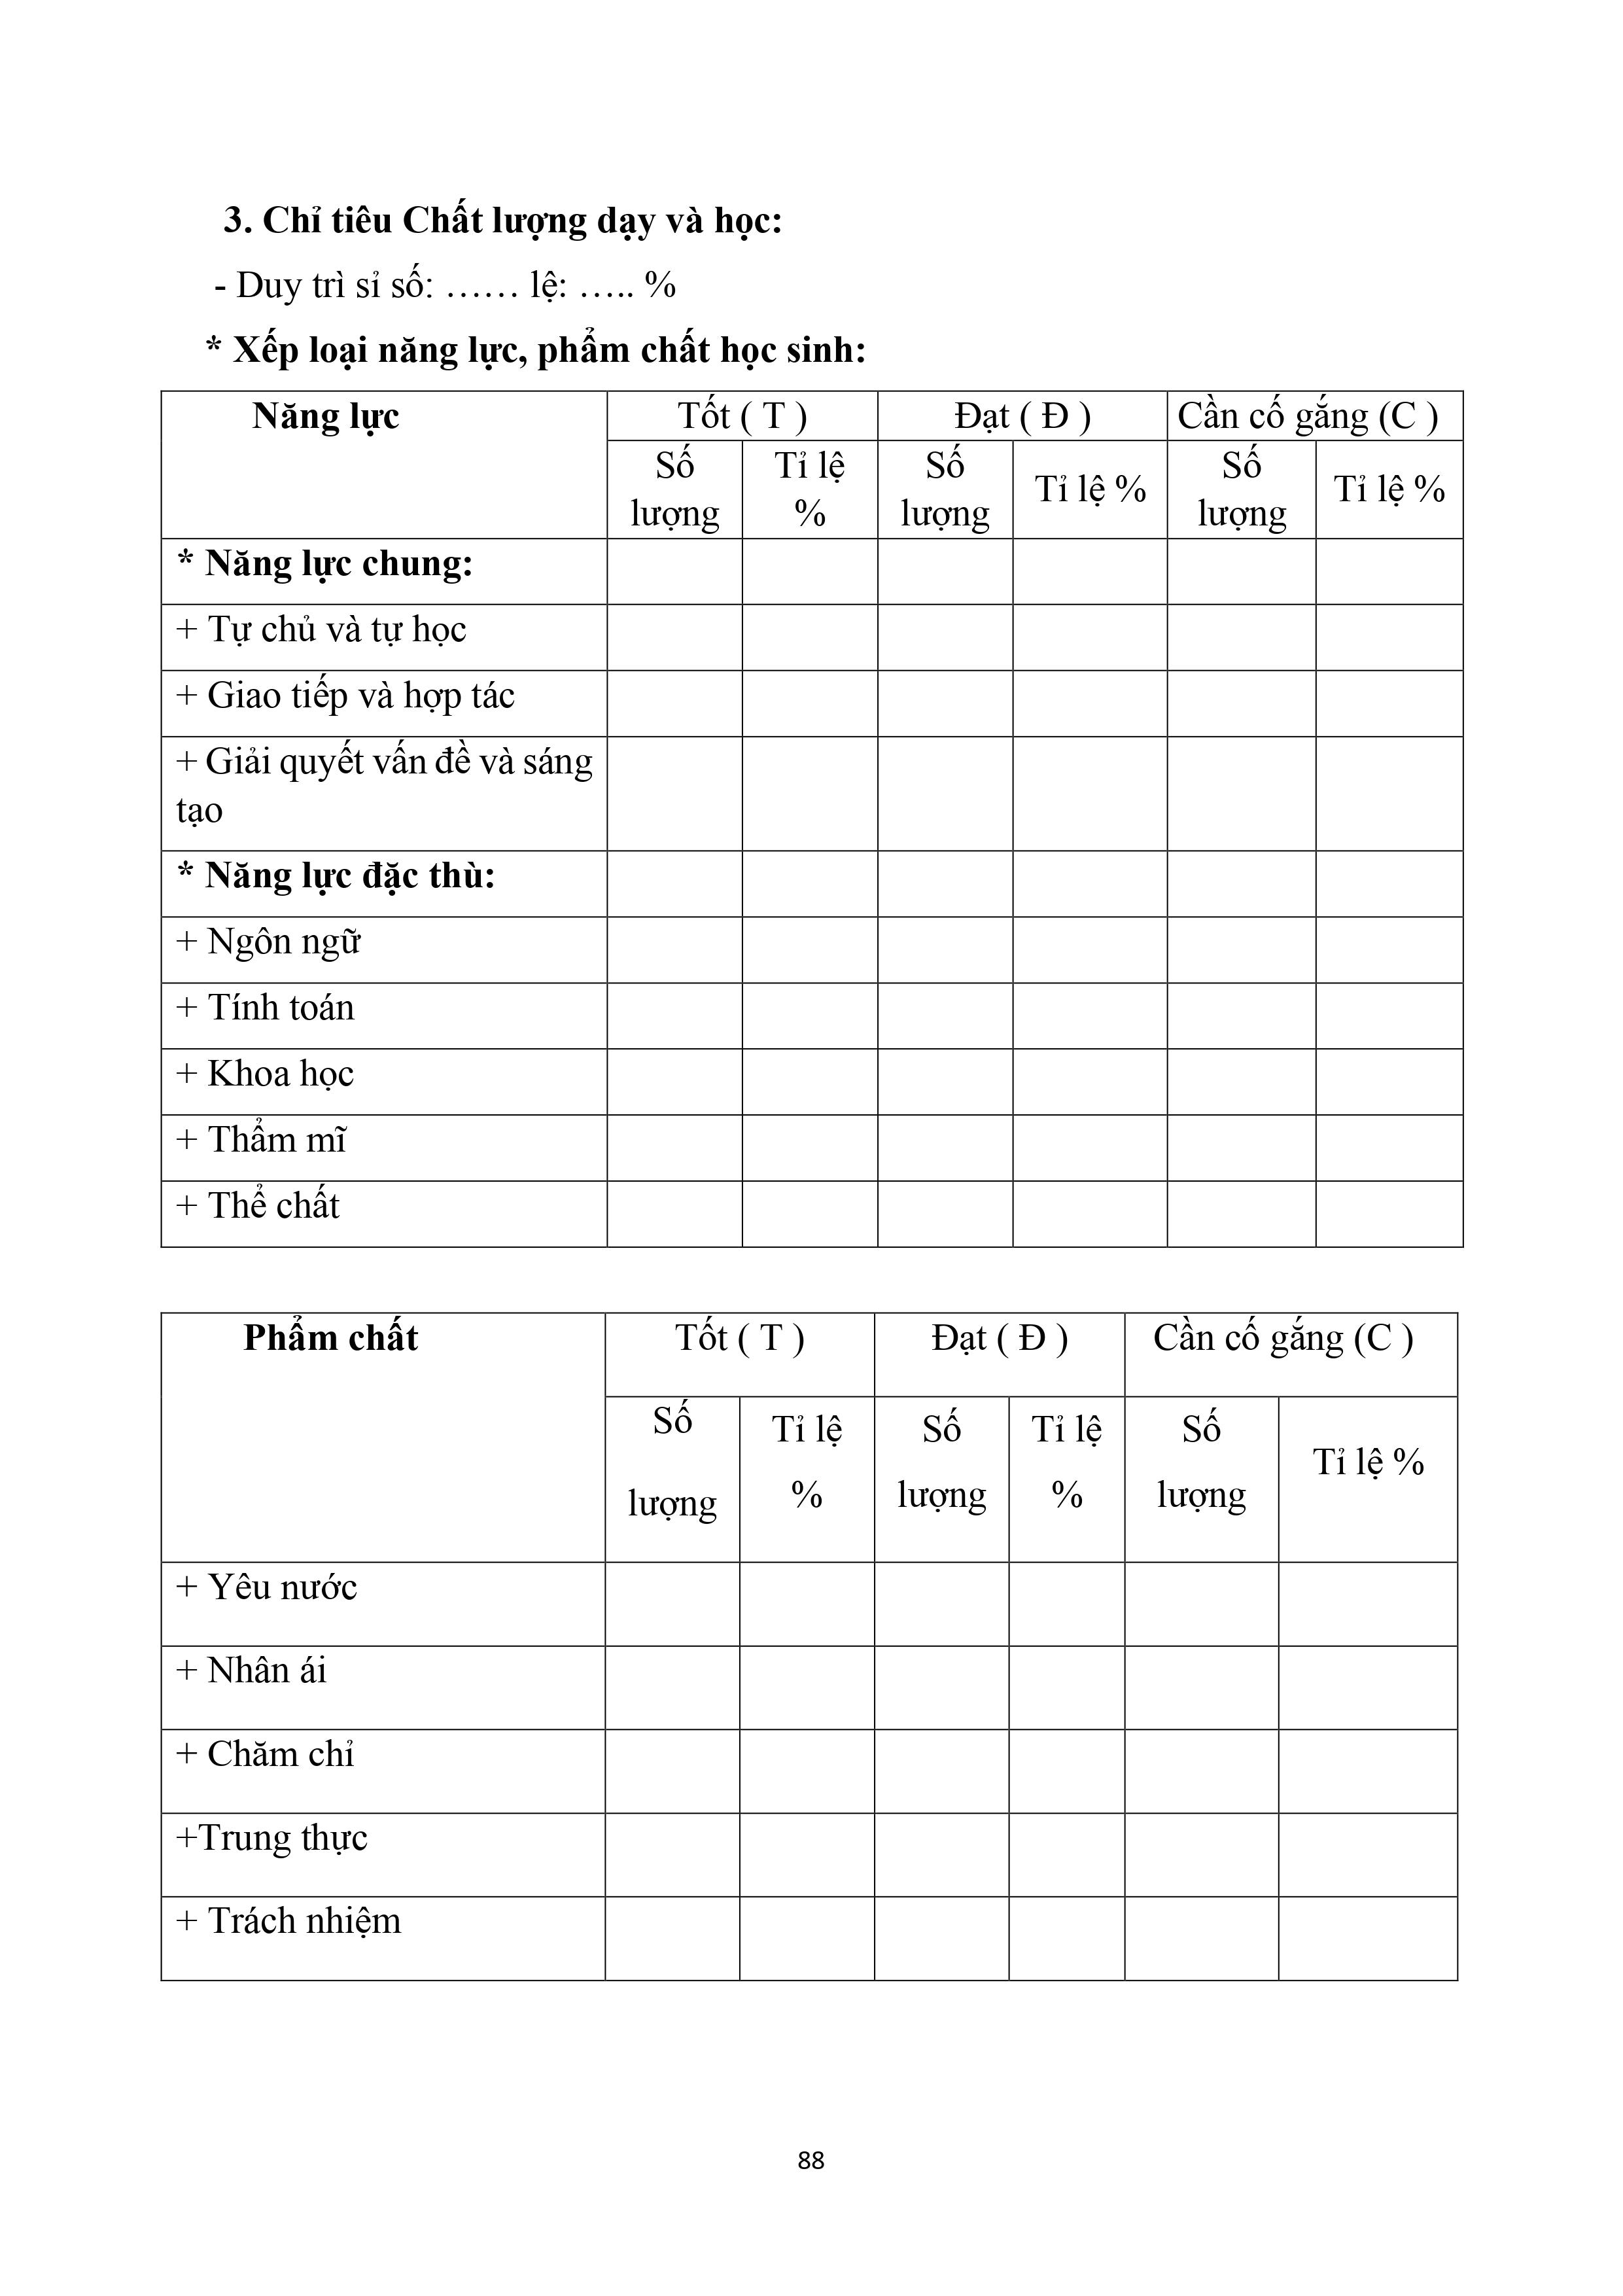 3. Chỉ tiêu Chất lượng dạy và học:
- Duy trì sỉ số: …… lệ: ….. %
* Xếp loại năng lực, phẩm chất học sinh:
Năng lực Tốt ( T ) Đạt ( Đ ) Cần cố gắng (C )
Số lượng Tỉ lệ % Số lượng Tỉ lệ % Số lượng Tỉ lệ %
* Năng lực chung:
+ Tự chủ và tự học
+ Giao tiếp và hợp tác
+ Giải quyết vấn đề và sáng
tạo
* Năng lực đặc thù:
+ Ngôn ngữ
+ Tính toán
+ Khoa học
+ Thẩm mĩ
+ Thể chất
Phẩm chất Tốt ( T ) Đạt ( Đ ) Cần cố gắng (C )
Số lượng Tỉ lệ % Số lượng Tỉ lệ % Số lượng Tỉ lệ %
+ Yêu nước
+ Nhân ái
+ Chăm chỉ
+Trung thực
+ Trách nhiệm
88